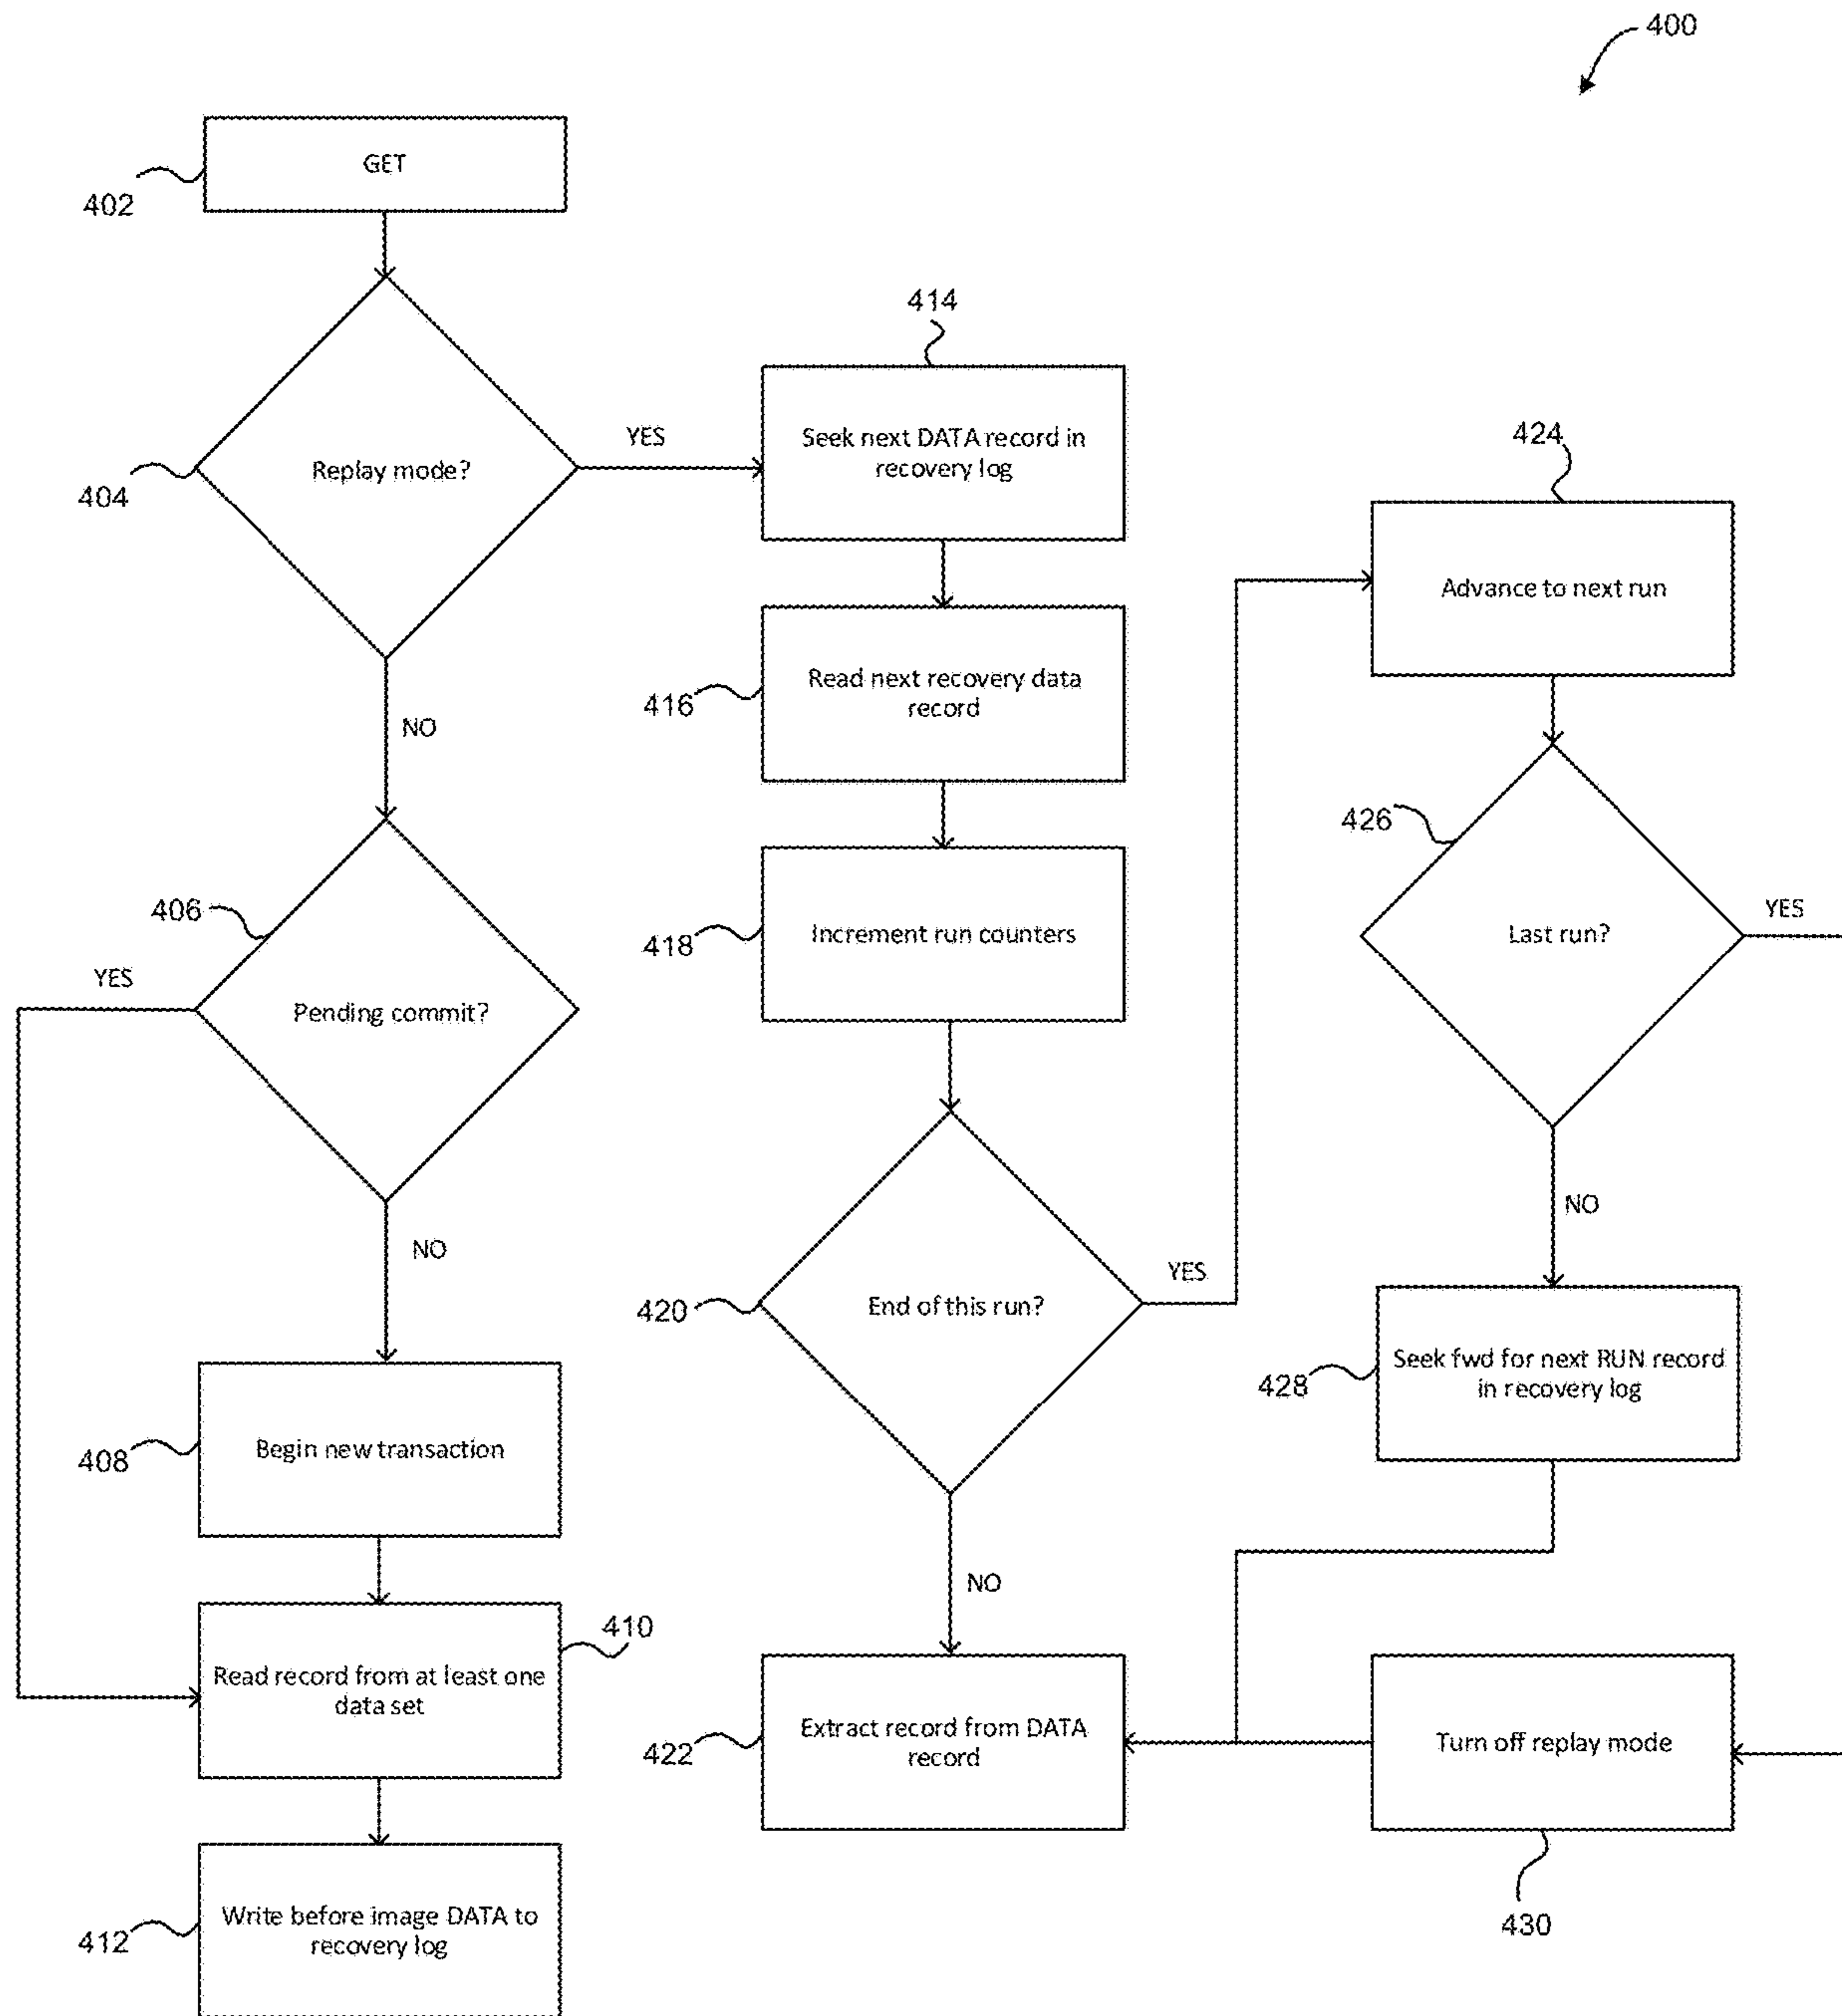 400
GET
402
Replay mode?
404
YES
NO
Pending commit?
406
YES
NO
Begin new transaction
408
Read record from at least one
data set
410
Write before image DATA to
recovery log
412
414
Seek next DATA record in
recovery log
Read next recovery data
record
416
Increment run counters
418
End of this run?
420
YES
NO
Extract record from DATA
record
422
424
Advance to next run
426
Last run?
YES
NO
Seek fwd for next RUN record
in recovery log
428
Turn off replay mode
430